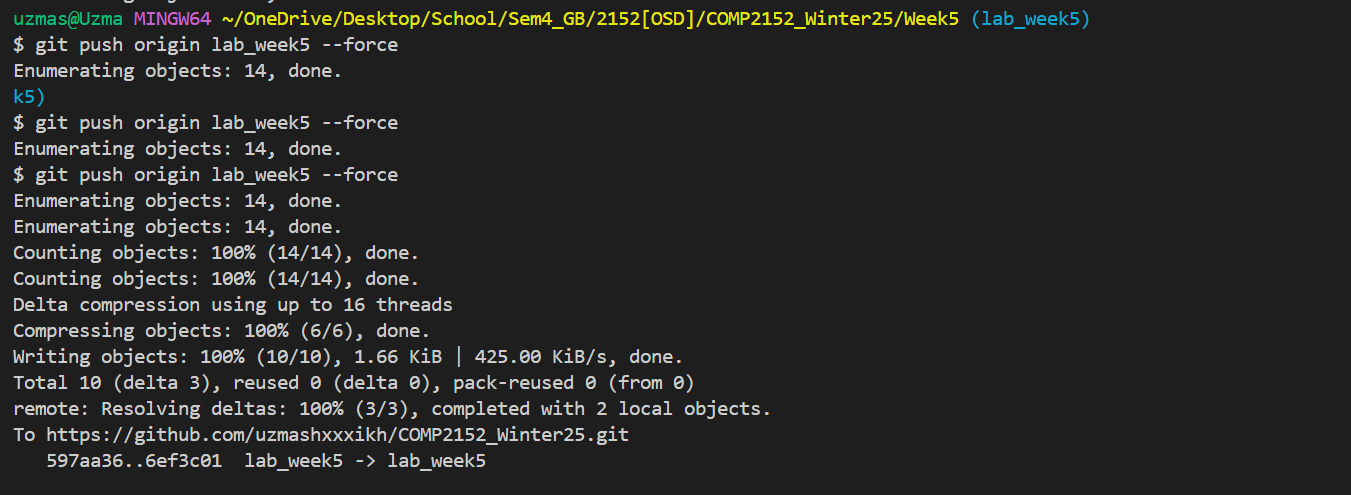 uzmas@Uzma MINGW64 ~/OneDrive/Desktop/School/Sem4_GB/2152[OSD]/COMP2152_Winter25/Week5 (lab_week5)
$ git push origin lab_week5 --force
Enumerating objects: 14, done.
k5)
$ git push origin lab_week5 --force
Enumerating objects: 14, done.
$ git push origin lab_week5 --force
Enumerating objects: 14, done.
Enumerating objects: 14, done.
Counting objects: 100% (14/14), done.
Counting objects: 100% (14/14), done.
Delta compression using up to 16 threads
Compressing objects: 100% (6/6), done.
Writing objects: 100% (10/10), 1.66 KiB | 425.00 KiB/s, done.
Total 10 (delta 3), reused 0 (delta 0), pack-reused 0 (from 0)
remote: Resolving deltas: 100% (3/3), completed with 2 local objects.
To https://github.com/uzmashxxxikh/COMP2152_Winter25.git
   597aa36..6ef3c01  lab_week5 -> lab_week5